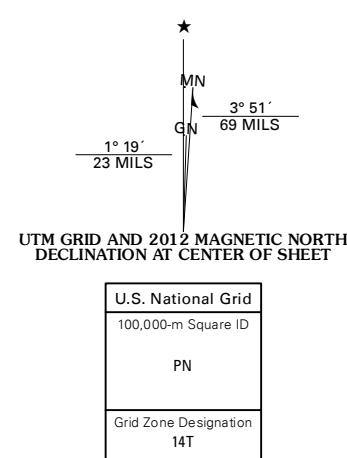 ★
MN
3° 51´
GN
69 MILS
1° 19´
23 MILS
UTM GRID AND 2012 MAGNETIC NORTH
DECLINATION AT CENTER OF SHEET
U.S. National Grid
100,000-m Square ID
PN
Grid Zone Designation
14T